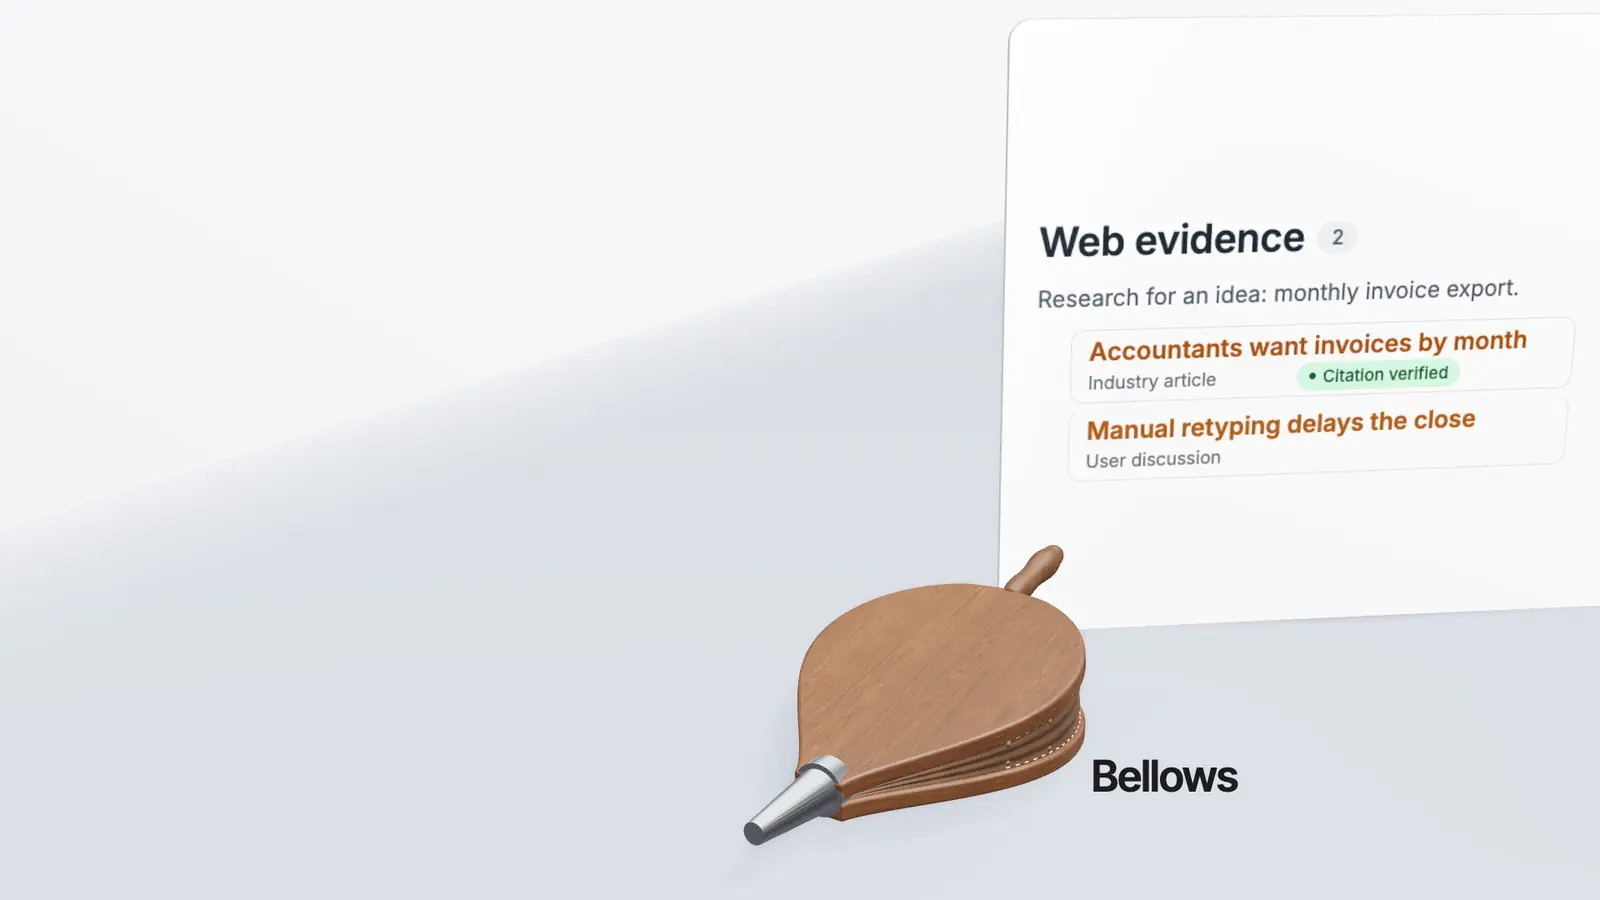 Web evidence 2
Research for an idea: monthly invoice export.
Accountants want invoices by month
Industry article • Citation verified
Manual retyping delays the close
User discussion
Bellows